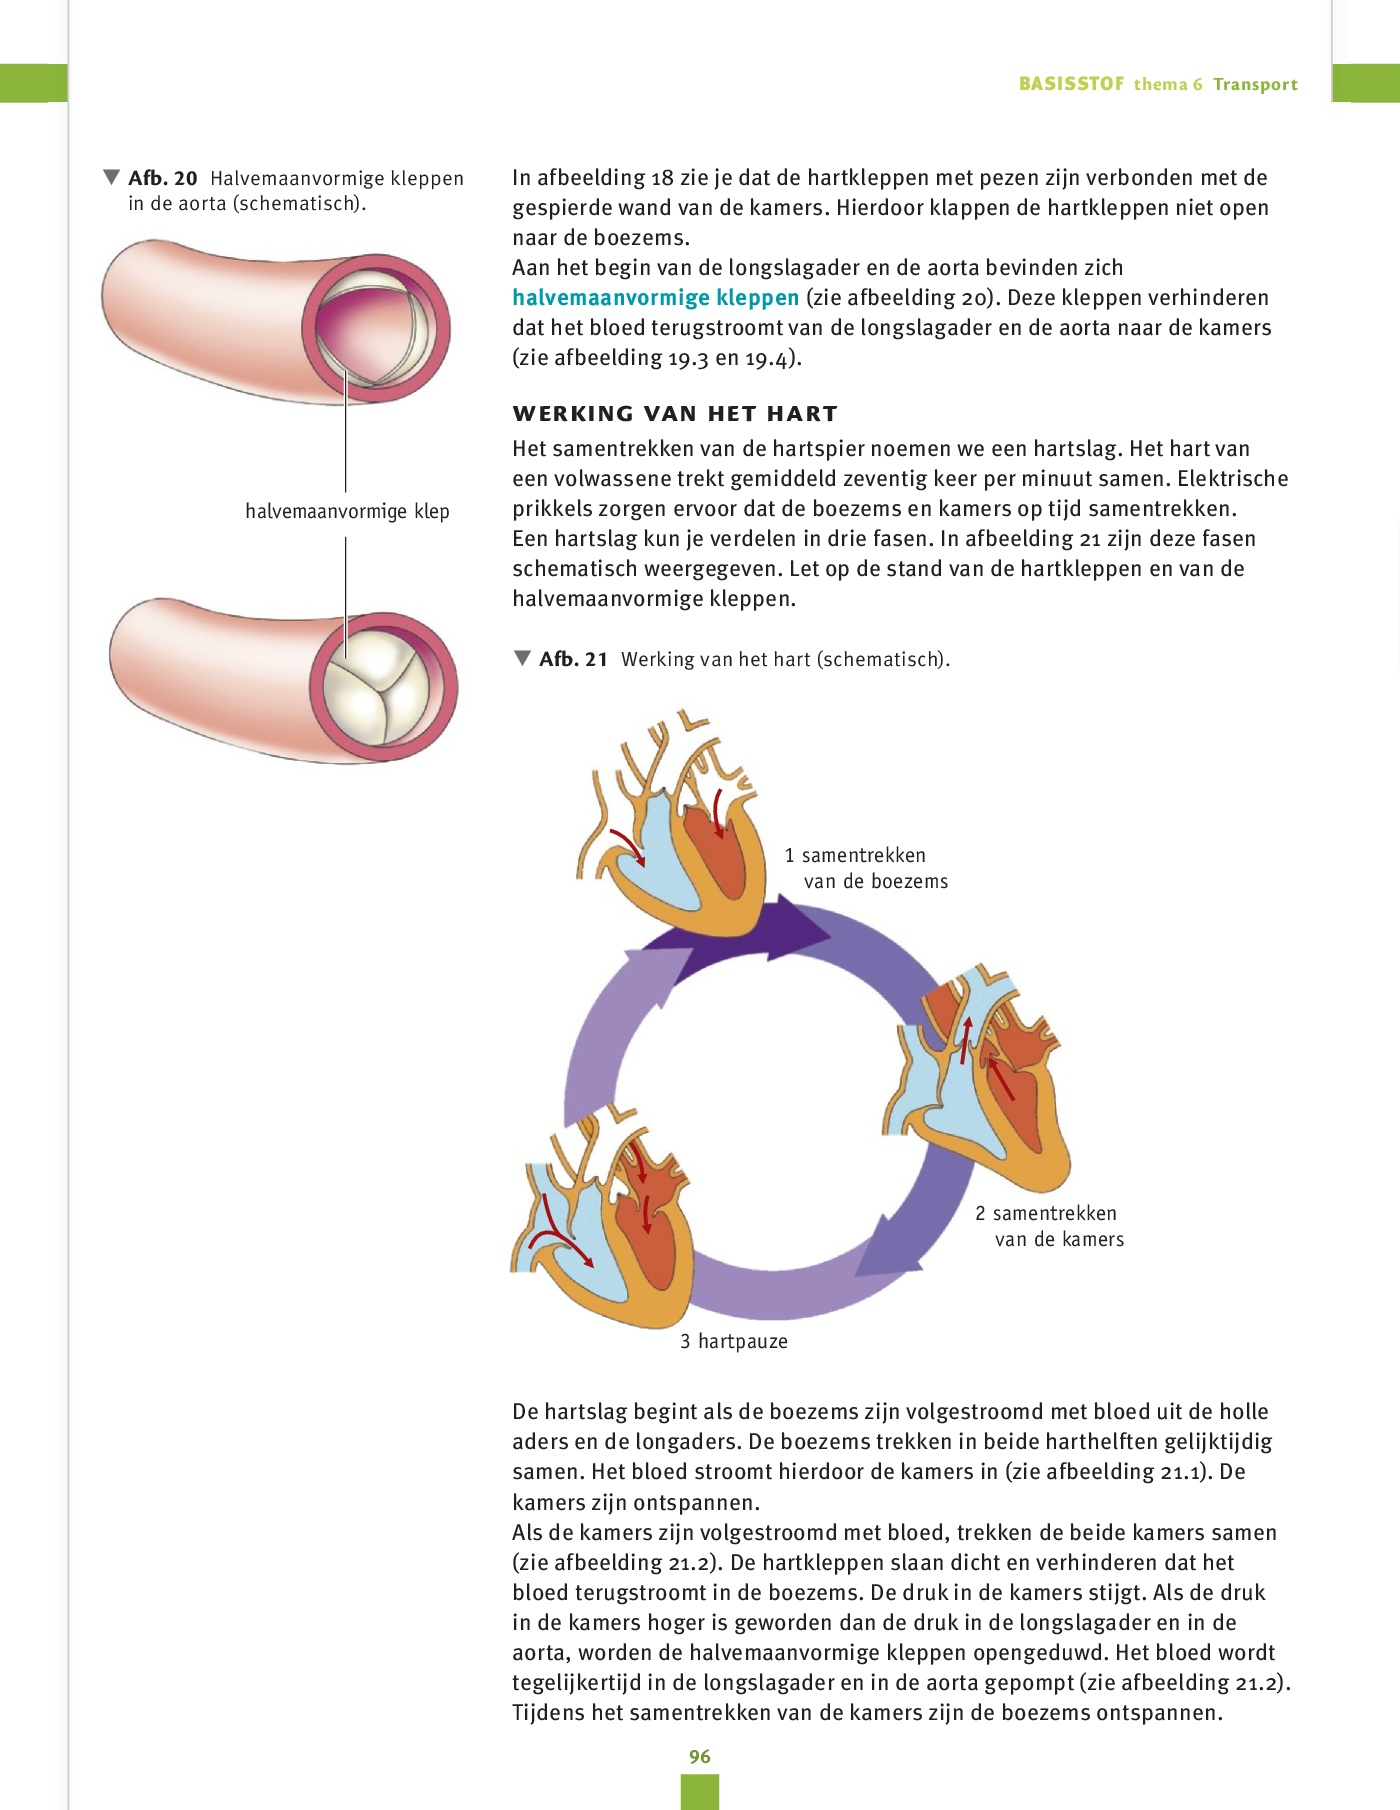 BASISSTOF thema 6 Transport
▼ Afb. 20 Halvemaanvormige kleppen
in de aorta (schematisch).
halvemaanvormige klep
In afbeelding 18 zie je dat de hartkleppen met pezen zijn verbonden met de
gespierde wand van de kamers. Hierdoor klappen de hartkleppen niet open
naar de boezems.
Aan het begin van de longslagader en de aorta bevinden zich
halvemaanvormige kleppen (zie afbeelding 20). Deze kleppen verhinderen
dat het bloed terugstroomt van de longslagader en de aorta naar de kamers
(zie afbeelding 19.3 en 19.4).
WERKING VAN HET HART
Het samentrekken van de hartspier noemen we een hartslag. Het hart van
een volwassene trekt gemiddeld zeventig keer per minuut samen. Elektrische
prikkels zorgen ervoor dat de boezems en kamers op tijd samentrekken.
Een hartslag kun je verdelen in drie fasen. In afbeelding 21 zijn deze fasen
schematisch weergegeven. Let op de stand van de hartkleppen en van de
halvemaanvormige kleppen.
▼ Afb. 21 Werking van het hart (schematisch).
1 samentrekken
van de boezems
2 samentrekken
van de kamers
3 hartpauze
De hartslag begint als de boezems zijn volgestroomd met bloed uit de holle
aders en de longaders. De boezems trekken in beide harthelften gelijktijdig
samen. Het bloed stroomt hierdoor de kamers in (zie afbeelding 21.1). De
kamers zijn ontspannen.
Als de kamers zijn volgestroomd met bloed, trekken de beide kamers samen
(zie afbeelding 21.2). De hartkleppen slaan dicht en verhinderen dat het
bloed terugstroomt in de boezems. De druk in de kamers stijgt. Als de druk
in de kamers hoger is geworden dan de druk in de longslagader en in de
aorta, worden de halvemaanvormige kleppen opengeduwd. Het bloed wordt
tegelijkertijd in de longslagader en in de aorta gepompt (zie afbeelding 21.2).
Tijdens het samentrekken van de kamers zijn de boezems ontspannen.
96